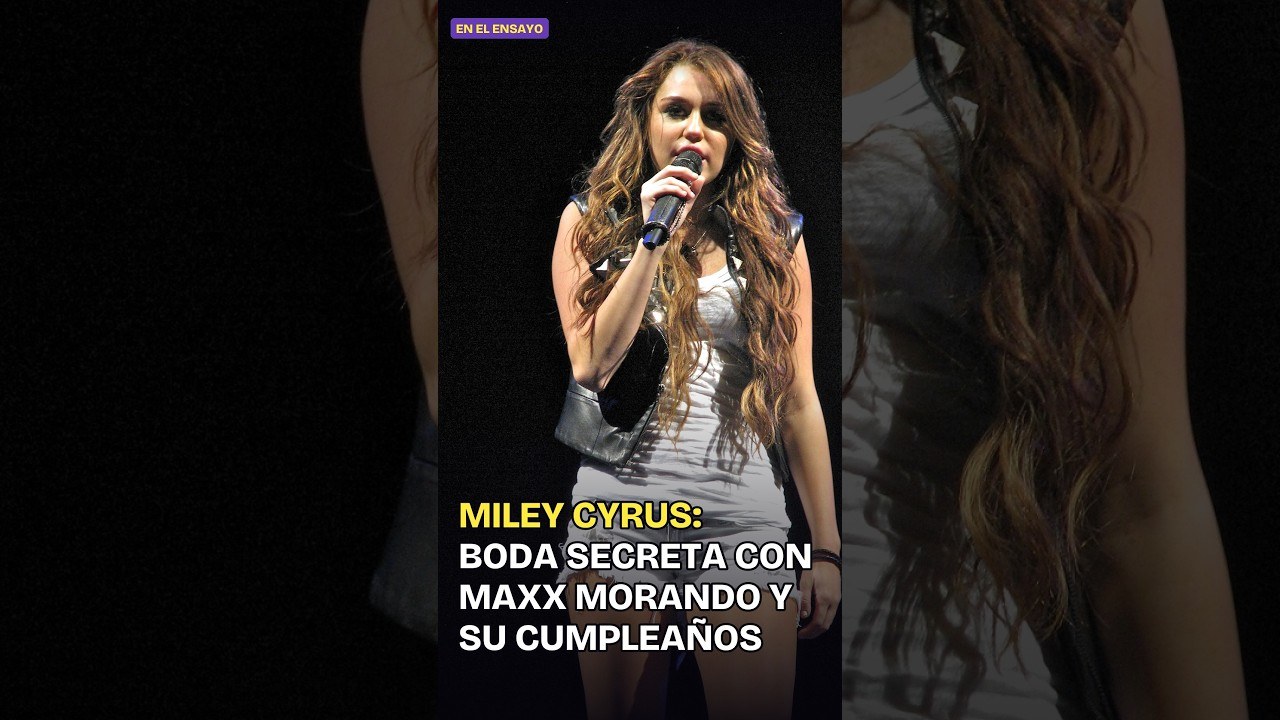 EN EL ENSAYO
MILEY CYRUS:
BODA SECRETA CON
MAXX MORANDO Y
SU CUMPLEAÑOS